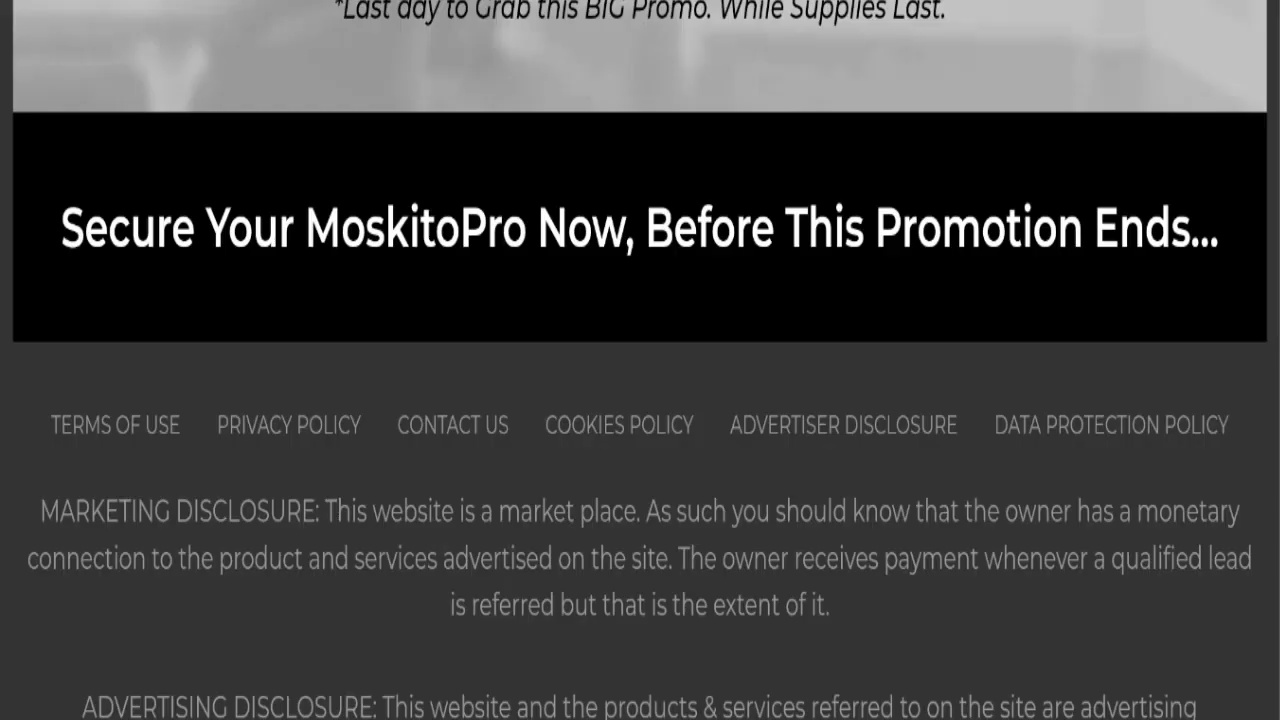 *Last day to Grab this BIG Promo. While Supplies Last.
Secure Your MoskitoPro Now, Before This Promotion Ends...
TERMS OF USE PRIVACY POLICY CONTACT US COOKIES POLICY ADVERTISER DISCLOSURE DATA PROTECTION POLICY
MARKETING DISCLOSURE: This website is a market place. As such you should know that the owner has a monetary
connection to the product and services advertised on the site. The owner receives payment whenever a qualified lead
is referred but that is the extent of it.
ADVERTISING DISCLOSURE: This website and the products & services referred to on the site are advertising